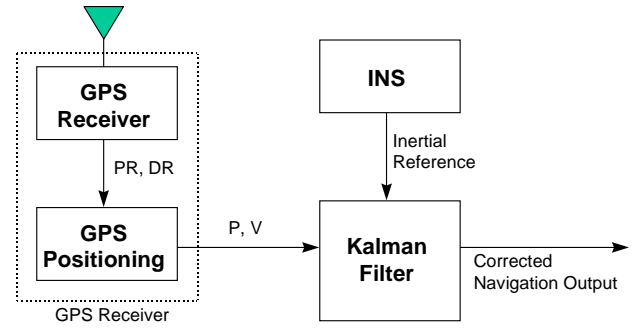 GPS
Receiver
INS
PR, DR
Inertial
Reference
GPS
Positioning
P, V
Kalman
Filter
Corrected
Navigation Output
GPS Receiver